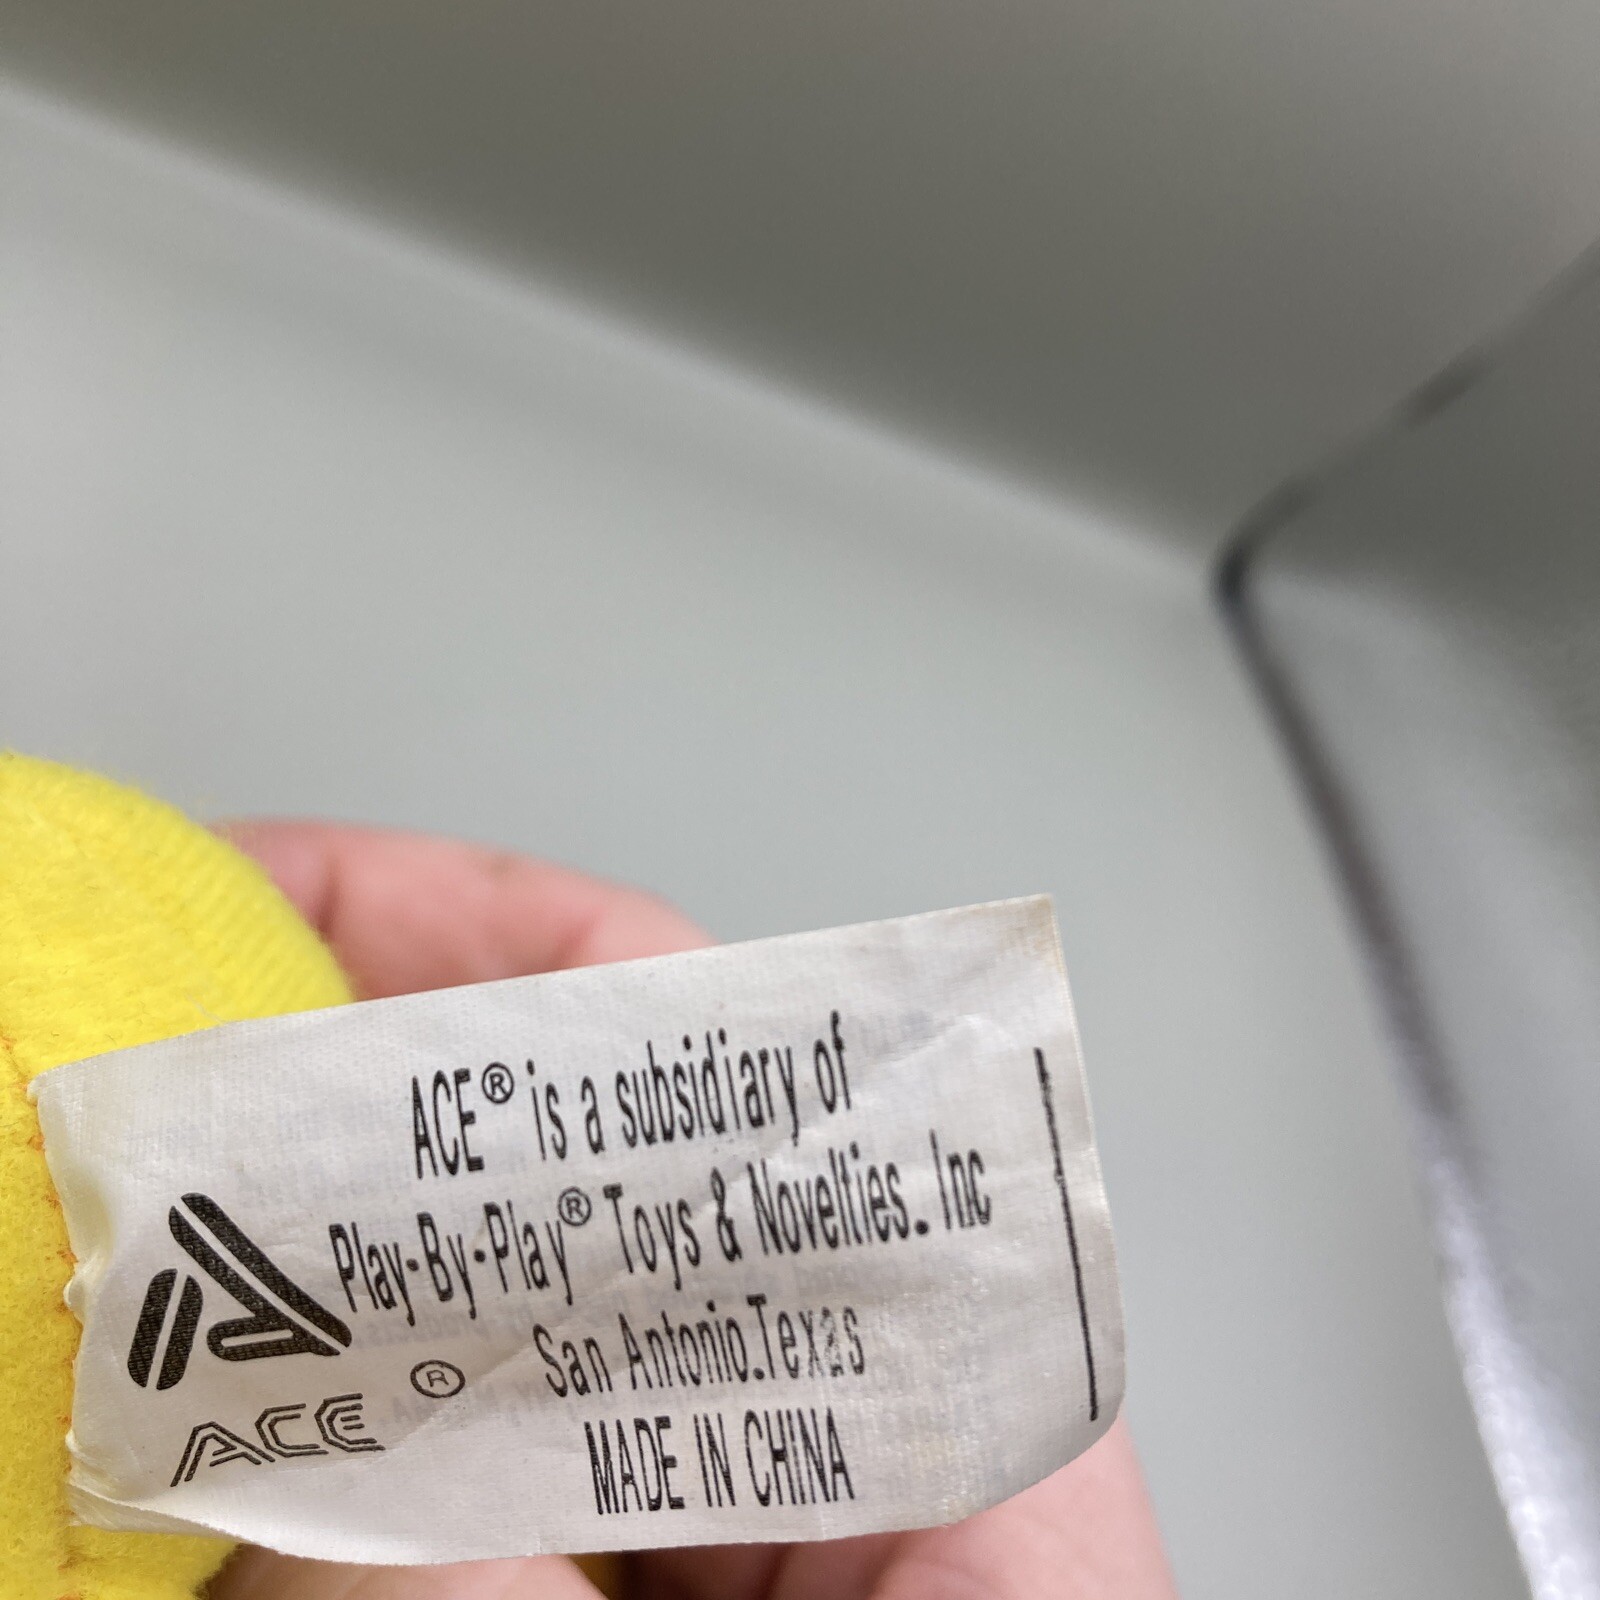 ACE® is a subsidiary of
Play-By-Play® Toys & Novelties. Inc
San Antonio.Texas
MADE IN CHINA
ACE ®